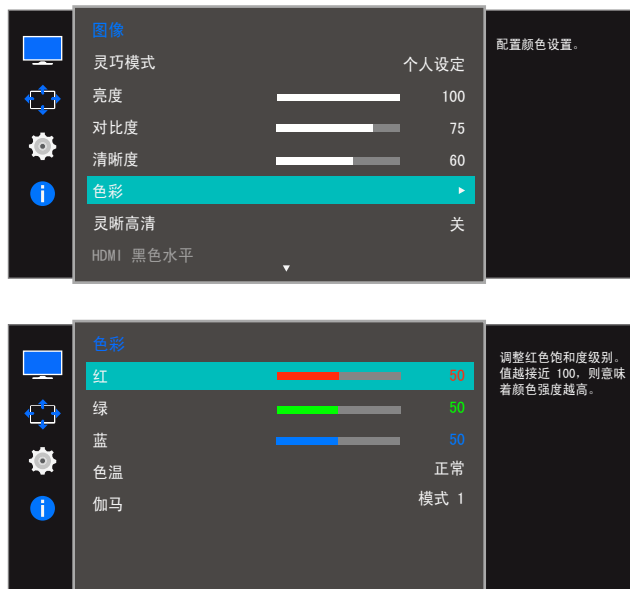 图像
灵巧模式 个人设定
亮度 100
对比度 75
清晰度 60
色彩
灵晰高清 关
HDMI 黑色水平
配置颜色设置。
色彩
红 50
绿 50
蓝 50
色温 正常
伽马 模式 1
调整红色饱和度级别。
值越接近 100，则意味
着颜色强度越高。